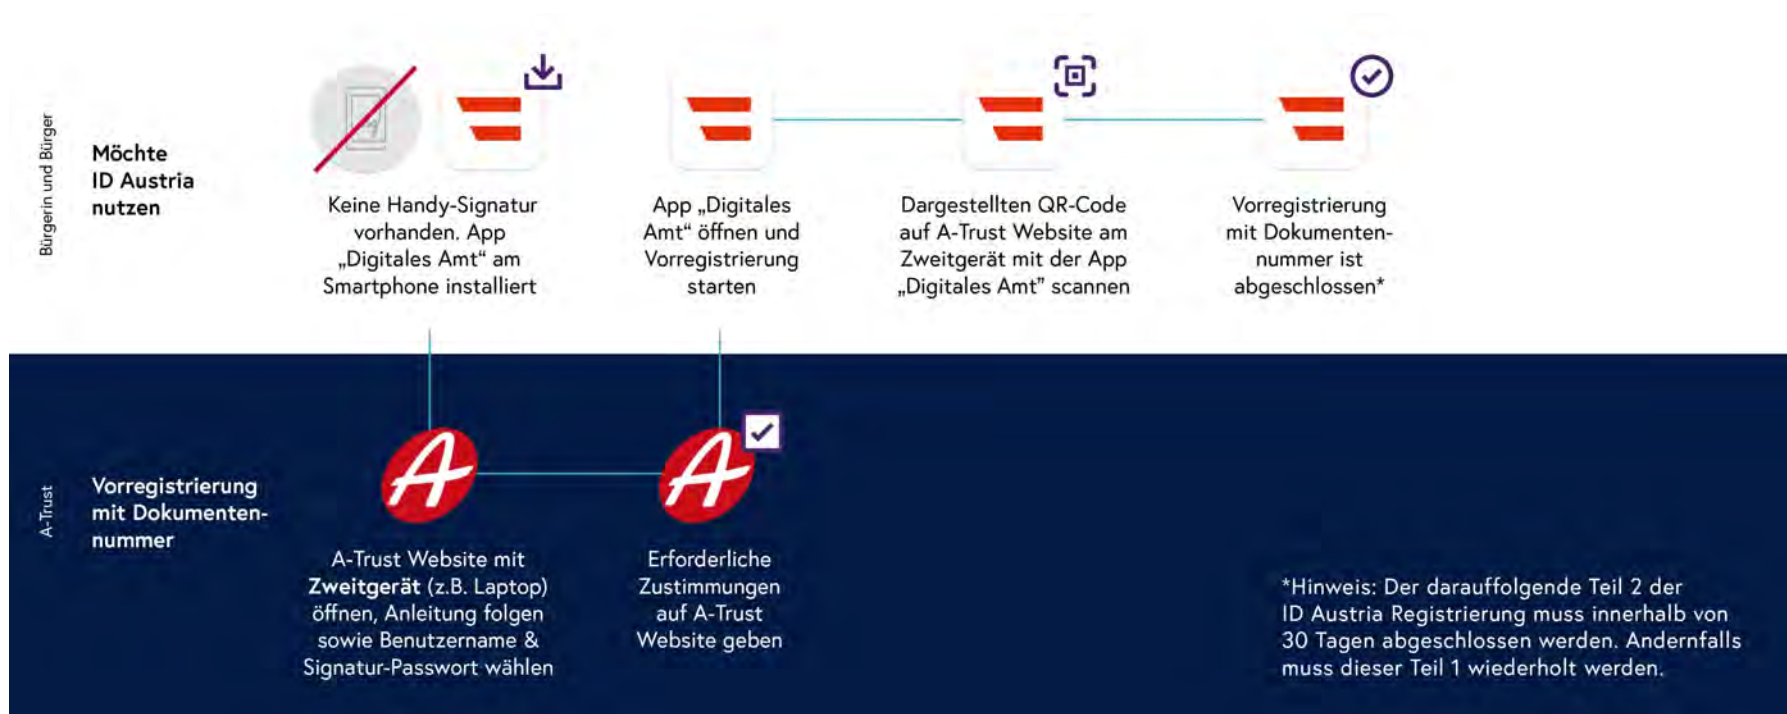 Bürgerin und Bürger
Möchte
ID Austria
nutzen
Keine Handy-Signatur
vorhanden. App
„Digitales Amt“ am
Smartphone installiert
App „Digitales
Amt“ öffnen und
Vorregistrierung
starten
Dargestellten QR-Code
auf A-Trust Website am
Zweitgerät mit der App
„Digitales Amt” scannen
Vorregistrierung
mit Dokumenten-
nummer ist
abgeschlossen*
A-Trust
Vorregistrierung
mit Dokumenten-
nummer
A-Trust Website mit
Zweitgerät (z.B. Laptop)
öffnen, Anleitung folgen
sowie Benutzername &
Signatur-Passwort wählen
Erforderliche
Zustimmungen
auf A-Trust
Website geben
*Hinweis: Der darauffolgende Teil 2 der
ID Austria Registrierung muss innerhalb von
30 Tagen abgeschlossen werden. Andernfalls
muss dieser Teil 1 wiederholt werden.